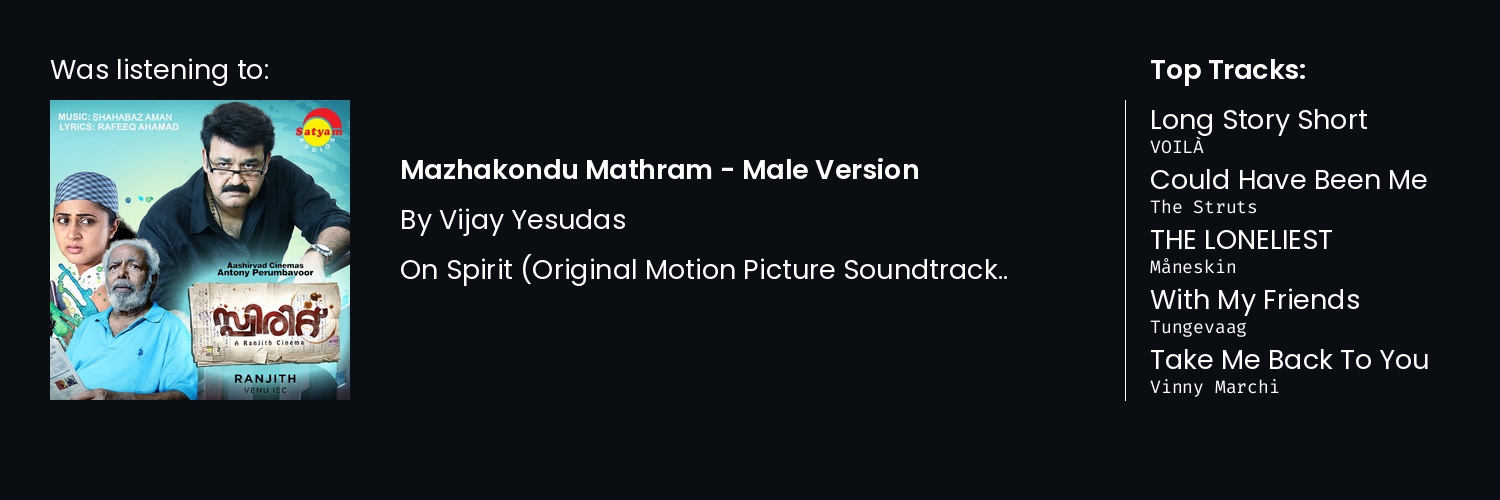 Was listening to:
MUSIC: SHAHABAZ AMAN
LYRICS: RAFEEQ AHAMAD
Satyam
AUDIOS
Aashirvad Cinemas
Antony Perumbavoor
സ്പിരിറ്റ്
A Ranjith Cinema
RANJITH
VENU ISC
Mazhakondu Mathram - Male Version
By Vijay Yesudas
On Spirit (Original Motion Picture Soundtrack..
Top Tracks:
Long Story Short
VOILÀ
Could Have Been Me
The Struts
THE LONELIEST
Måneskin
With My Friends
Tungevaag
Take Me Back To You
Vinny Marchi